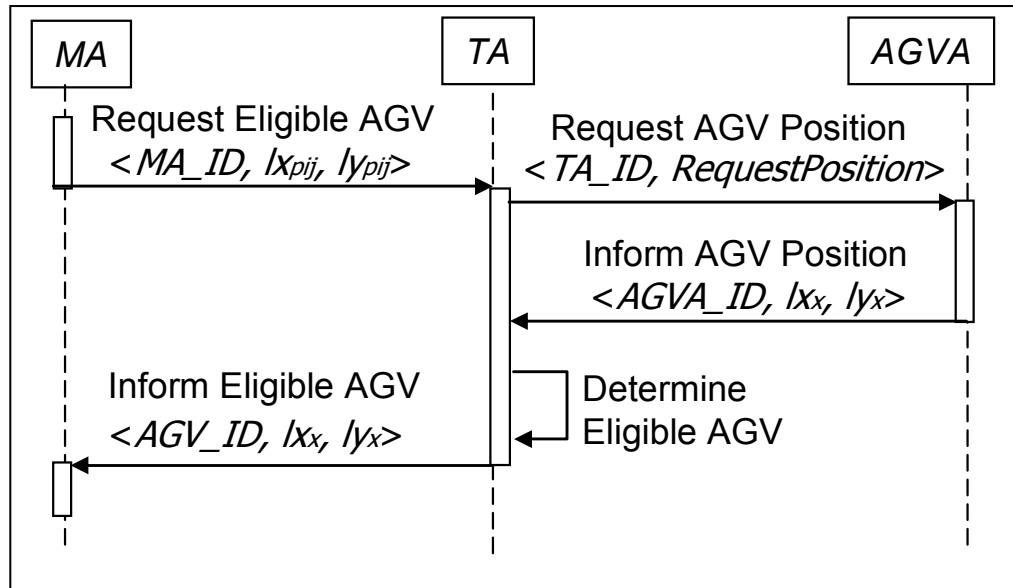 MA
TA
AGVA
Request Eligible AGV
<MA_ID, lxpij, lypij>
Request AGV Position
<TA_ID, RequestPosition>
Inform AGV Position
<AGVA_ID, lxx, lyx>
Determine
Eligible AGV
Inform Eligible AGV
<AGV_ID, lxx, lyx>